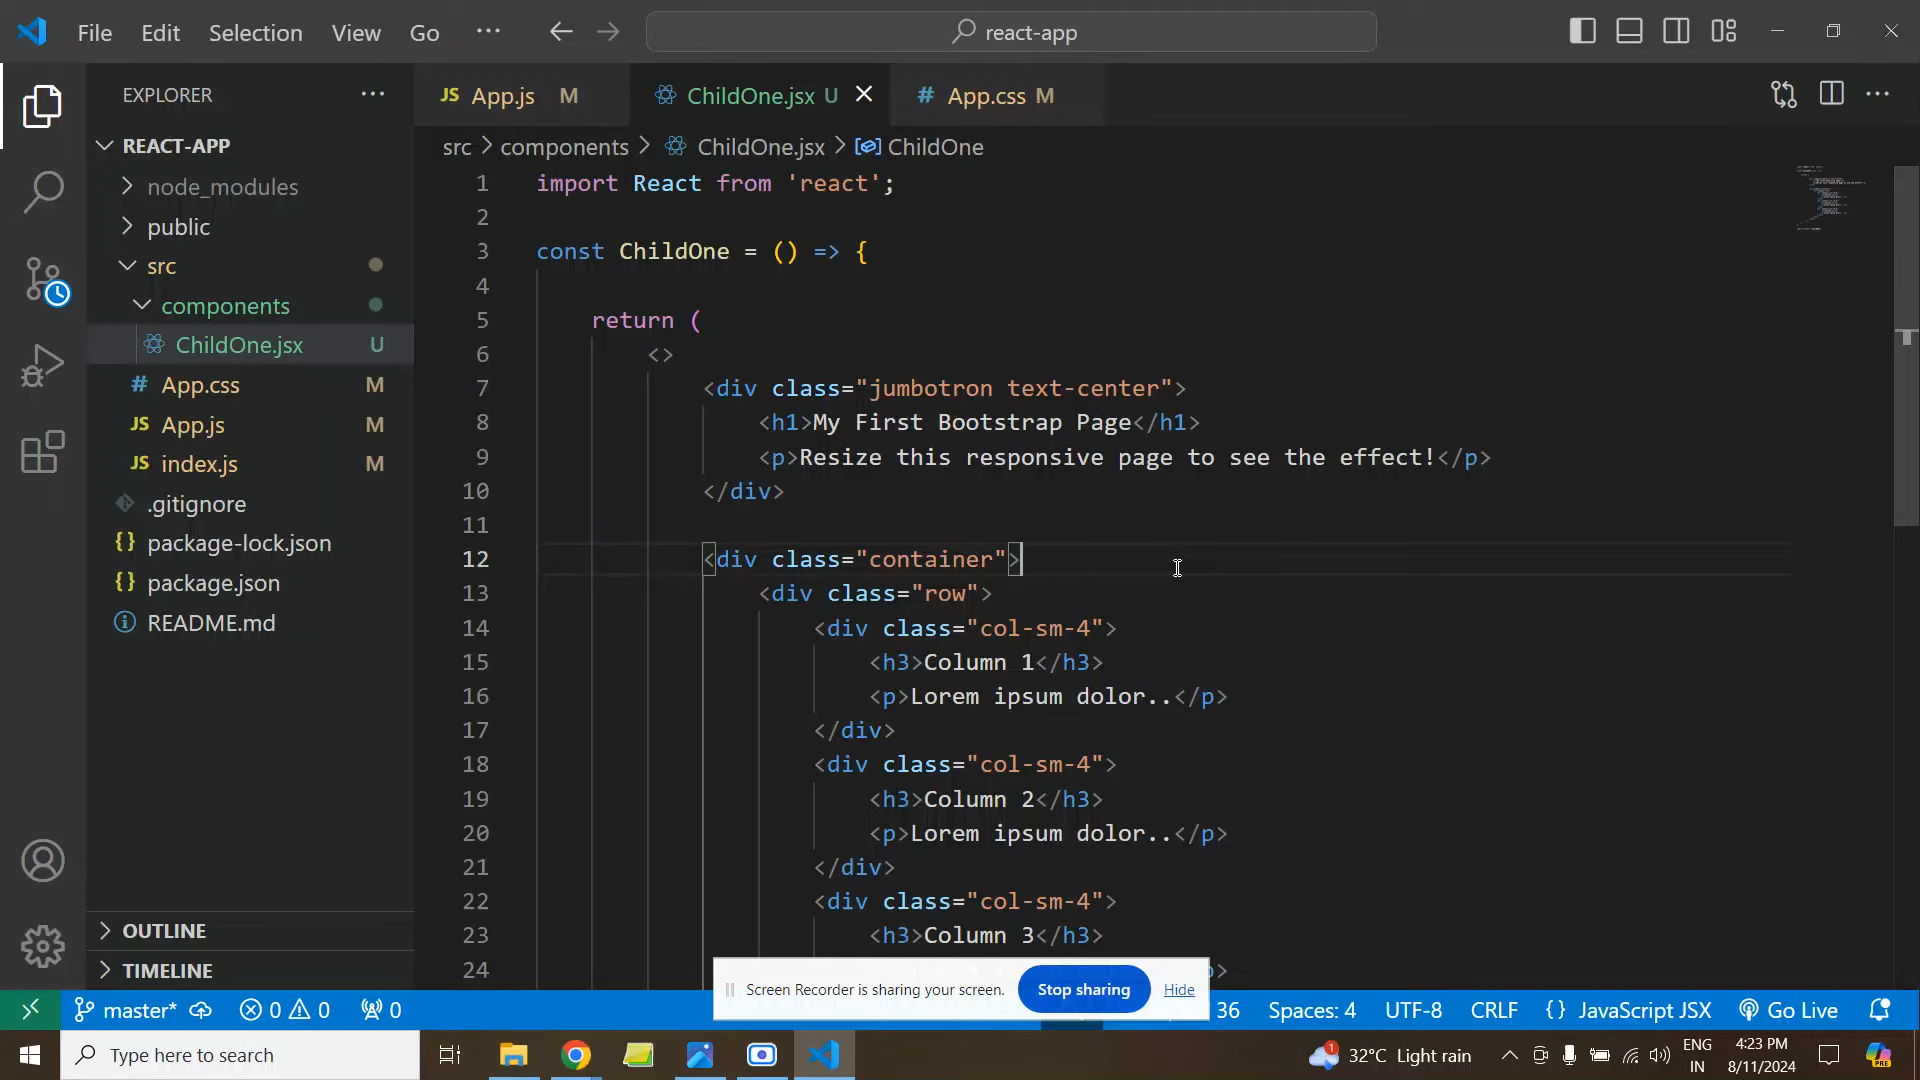 File Edit Selection View Go ... react-app
EXPLORER ...
REACT-APP
node_modules
public
src
components
ChildOne.jsx U
# App.css M
JS App.js M
JS index.js M
.gitignore
{} package-lock.json
{} package.json
README.md
OUTLINE
TIMELINE
JS App.js M ChildOne.jsx U # App.css M
src > components > ChildOne.jsx > ChildOne
1 import React from 'react';
2
3 const ChildOne = () => {
4
5 return (
6 <>
7 <div class="jumbotron text-center">
8 <h1>My First Bootstrap Page</h1>
9 <p>Resize this responsive page to see the effect!</p>
10 </div>
11
12 <div class="container">
13 <div class="row">
14 <div class="col-sm-4">
15 <h3>Column 1</h3>
16 <p>Lorem ipsum dolor..</p>
17 </div>
18 <div class="col-sm-4">
19 <h3>Column 2</h3>
20 <p>Lorem ipsum dolor..</p>
21 </div>
22 <div class="col-sm-4">
23 <h3>Column 3</h3>
24
Screen Recorder is sharing your screen. Stop sharing Hide
master* 0 0 0 36 Spaces: 4 UTF-8 CRLF {} JavaScript JSX Go Live
Type here to search 1 32°C Light rain ENG IN 4:23 PM 8/11/2024 PRE